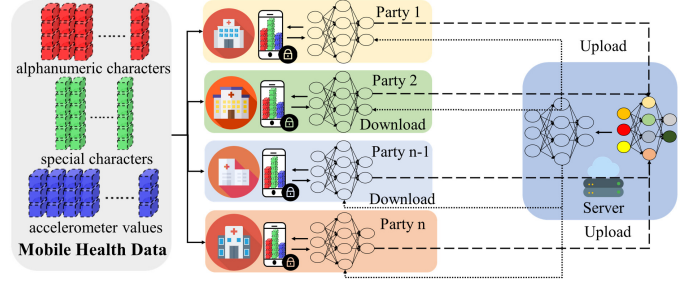 alphanumeric characters
special characters
accelerometer values
Mobile Health Data
Party 1
Upload
Party 2
Download
Party n-1
Download
Party n
Server
Upload